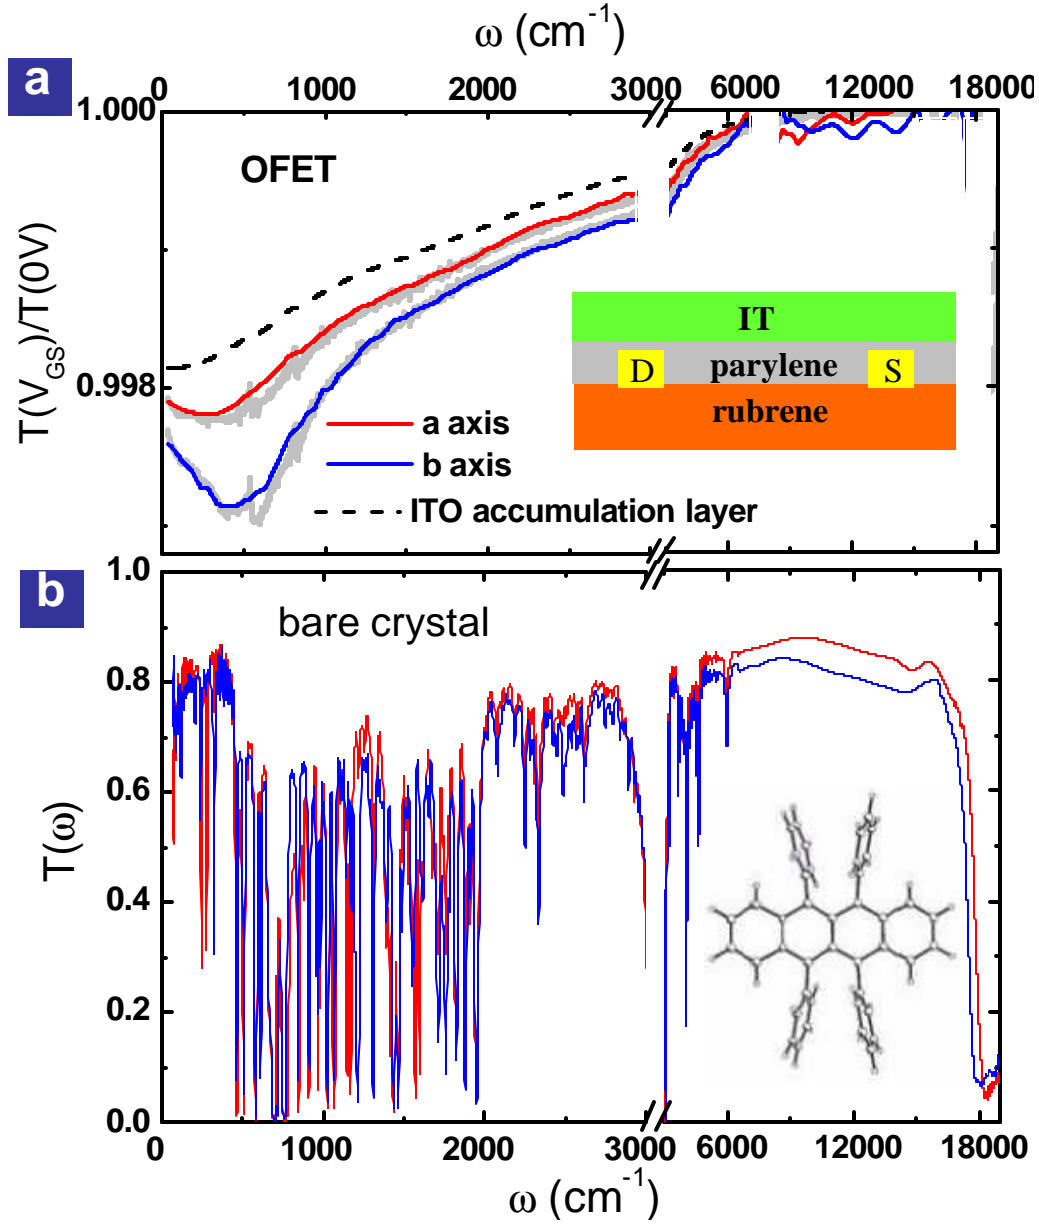 ω (cm⁻¹)
a
0 1000 2000 3000 6000 12000 18000
1.000
OFET
T(V_GS)/T(0V)
IT
D parylene S
0.998
rubrene
a axis
b axis
ITO accumulation layer
1.0
b
bare crystal
0.8
0.6
T(ω)
0.4
0.2
0.0
0 1000 2000 3000 6000 12000 18000
ω (cm⁻¹)